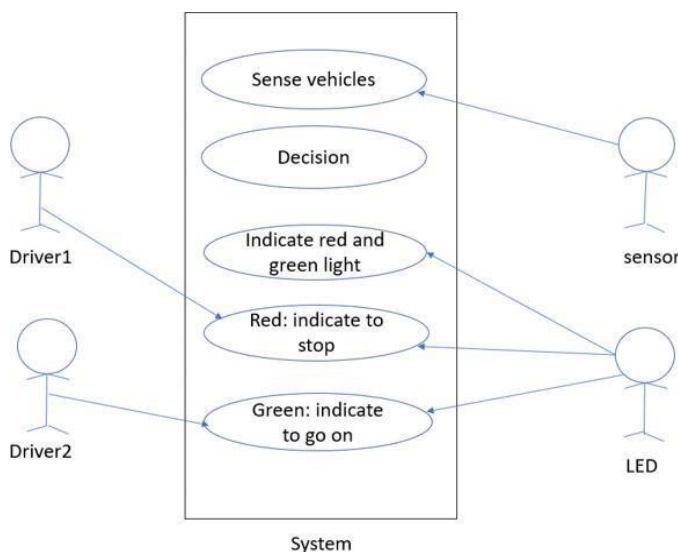 Sense vehicles
Decision
Driver1
Indicate red and
green light
sensor
Red: indicate to
stop
Driver2
Green: indicate
to go on
LED
System